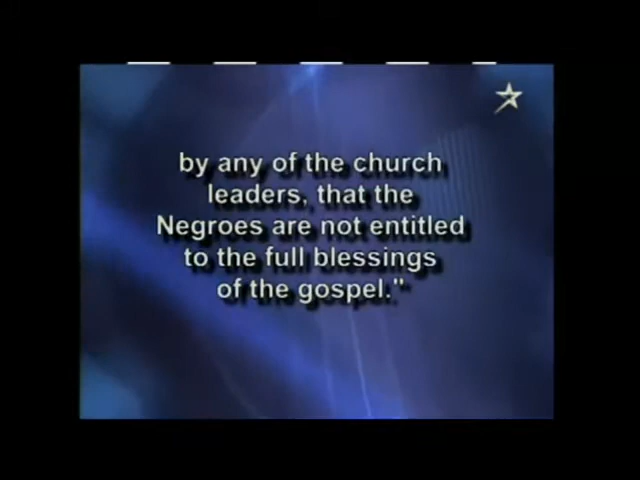 by any of the church
leaders, that the
Negroes are not entitled
to the full blessings
of the gospel."